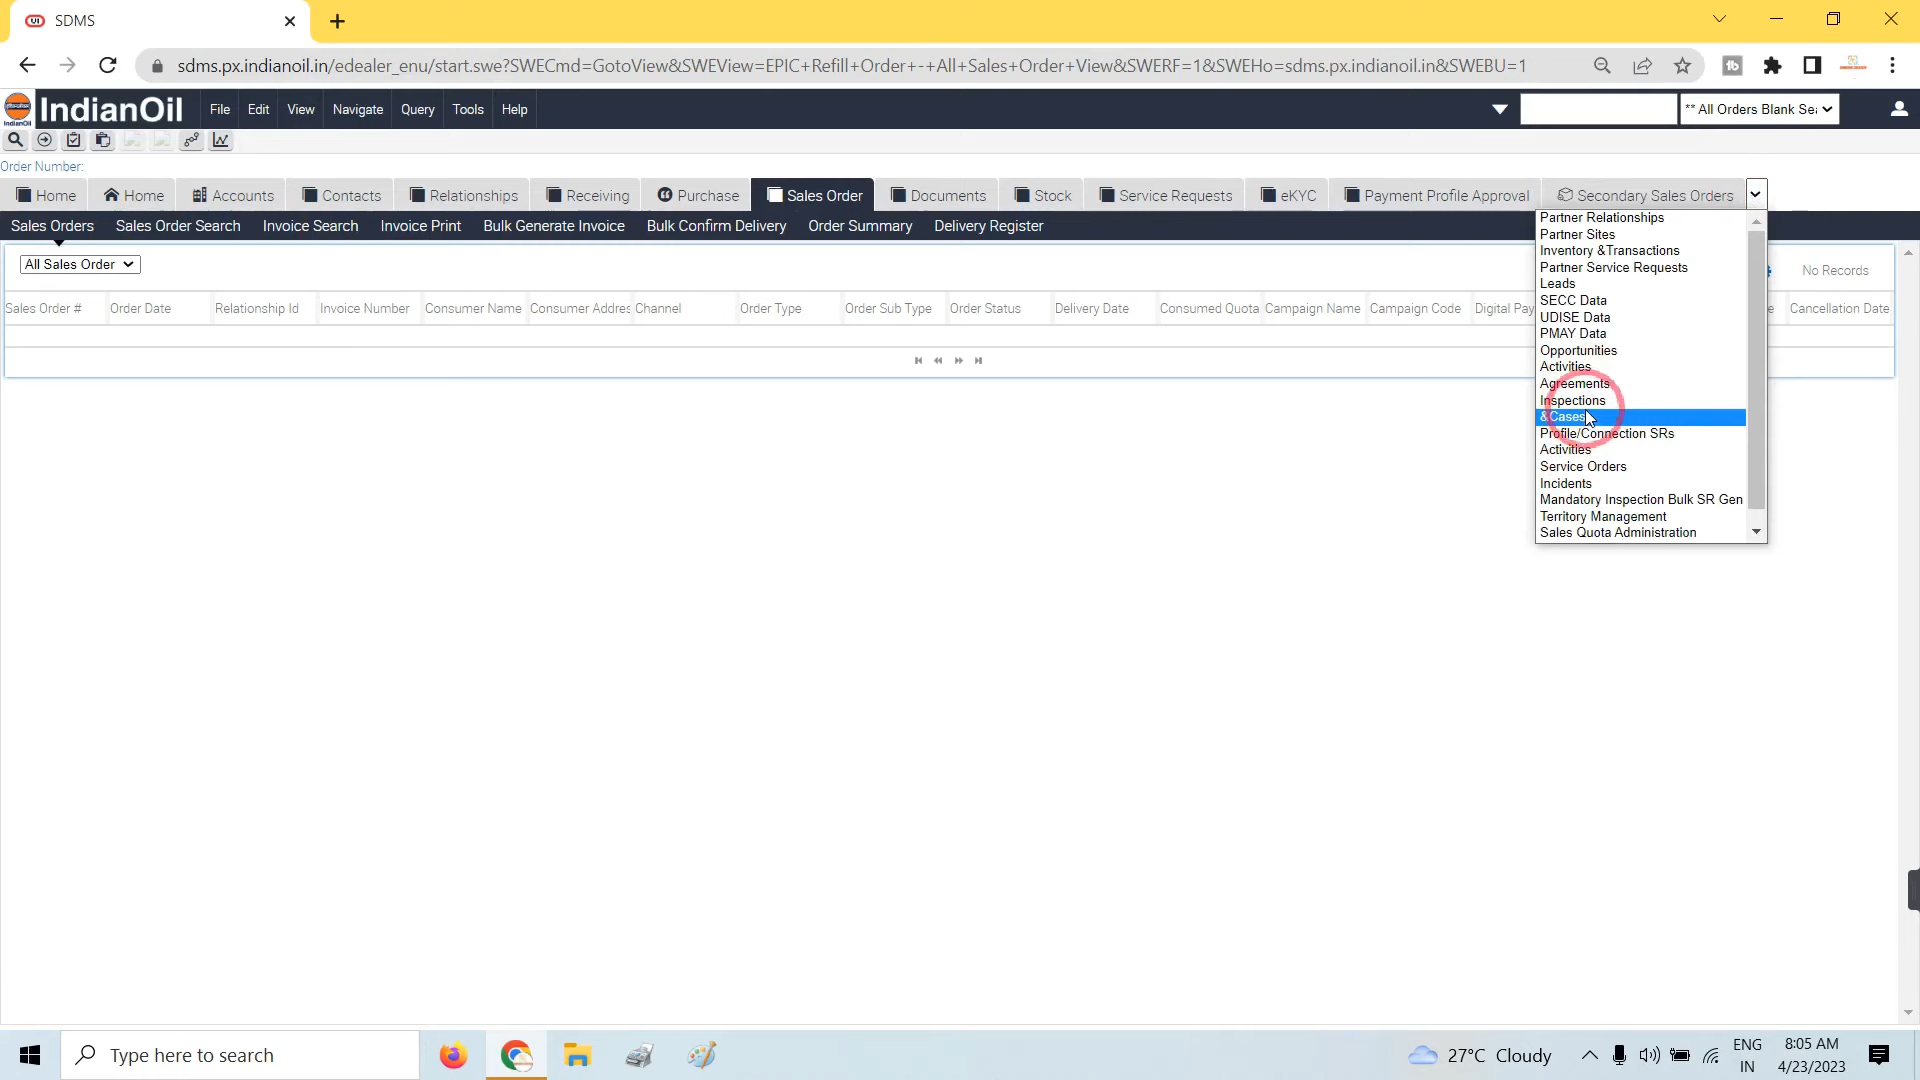 SDMS
sdms.px.indianoil.in/edealer_enu/start.swe?SWECmd=GotoView&SWEView=EPIC+Refill+Order+-+All+Sales+Order+View&SWERF=1&SWEHo=sdms.px.indianoil.in&SWEBU=1
IndianOil File Edit View Navigate Query Tools Help ** All Orders Blank Sea
Order Number:
Home Home Accounts Contacts Relationships Receiving Purchase Sales Order Documents Stock Service Requests eKYC Payment Profile Approval Secondary Sales Orders
Sales Orders Sales Order Search Invoice Search Invoice Print Bulk Generate Invoice Bulk Confirm Delivery Order Summary Delivery Register
All Sales Order No Records
Sales Order # Order Date Relationship Id Invoice Number Consumer Name Consumer Addres Channel Order Type Order Sub Type Order Status Delivery Date Consumed Quota Campaign Name Campaign Code Digital Pay e Cancellation Date
Partner Relationships
Partner Sites
Inventory &Transactions
Partner Service Requests
Leads
SECC Data
UDISE Data
PMAY Data
Opportunities
Activities
Agreements
Inspections
&Cases
Profile/Connection SRs
Activities
Service Orders
Incidents
Mandatory Inspection Bulk SR Gen
Territory Management
Sales Quota Administration
Type here to search 27°C Cloudy ENG IN 8:05 AM 4/23/2023